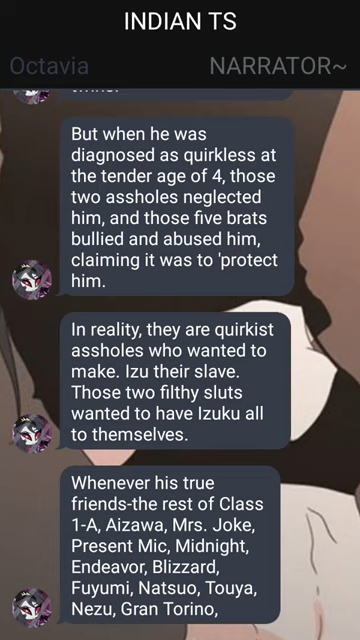 INDIAN TS
Octavia NARRATOR~
But when he was
diagnosed as quirkless at
the tender age of 4, those
two assholes neglected
him, and those five brats
bullied and abused him,
claiming it was to 'protect
him.
In reality, they are quirkist
assholes who wanted to
make. Izu their slave.
Those two filthy sluts
wanted to have Izuku all
to themselves.
Whenever his true
friends-the rest of Class
1-A, Aizawa, Mrs. Joke,
Present Mic, Midnight,
Endeavor, Blizzard,
Fuyumi, Natsuo, Touya,
Nezu, Gran Torino,